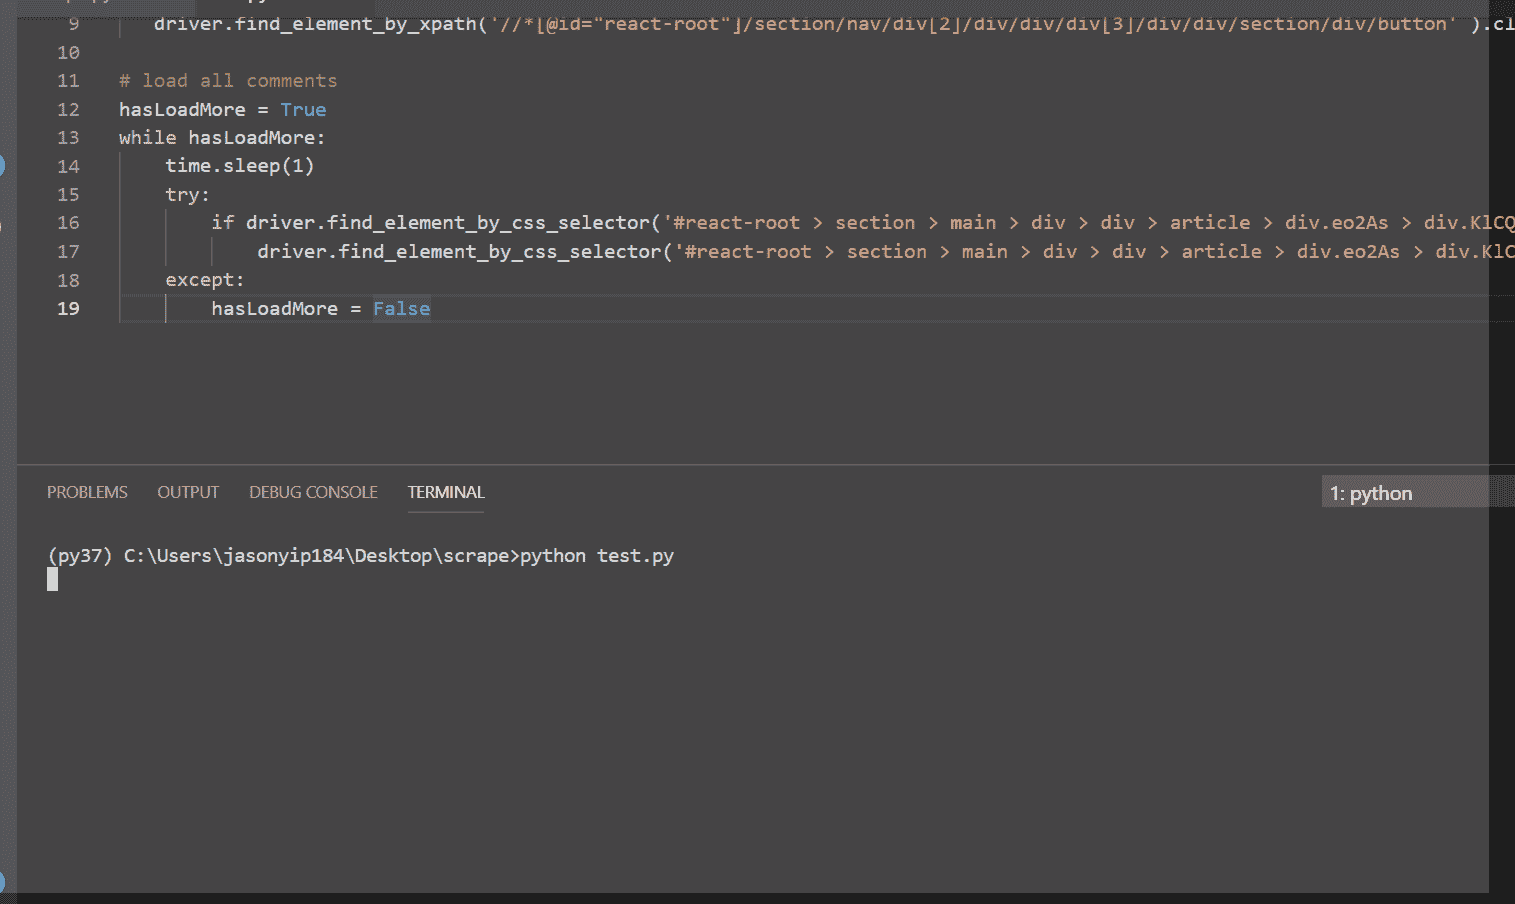 9 driver.find_element_by_xpath('//*[@id="react-root"]/section/nav/div[2]/div/div/div[3]/div/div/section/div/button' ).cl
10
11 # load all comments
12 hasLoadMore = True
13 while hasLoadMore:
14 time.sleep(1)
15 try:
16 if driver.find_element_by_css_selector('#react-root > section > main > div > div > article > div.eo2As > div.KlCQ
17 driver.find_element_by_css_selector('#react-root > section > main > div > div > article > div.eo2As > div.KlC
18 except:
19 hasLoadMore = False
PROBLEMS OUTPUT DEBUG CONSOLE TERMINAL 1: python
(py37) C:\Users\jasonyip184\Desktop\scrape>python test.py